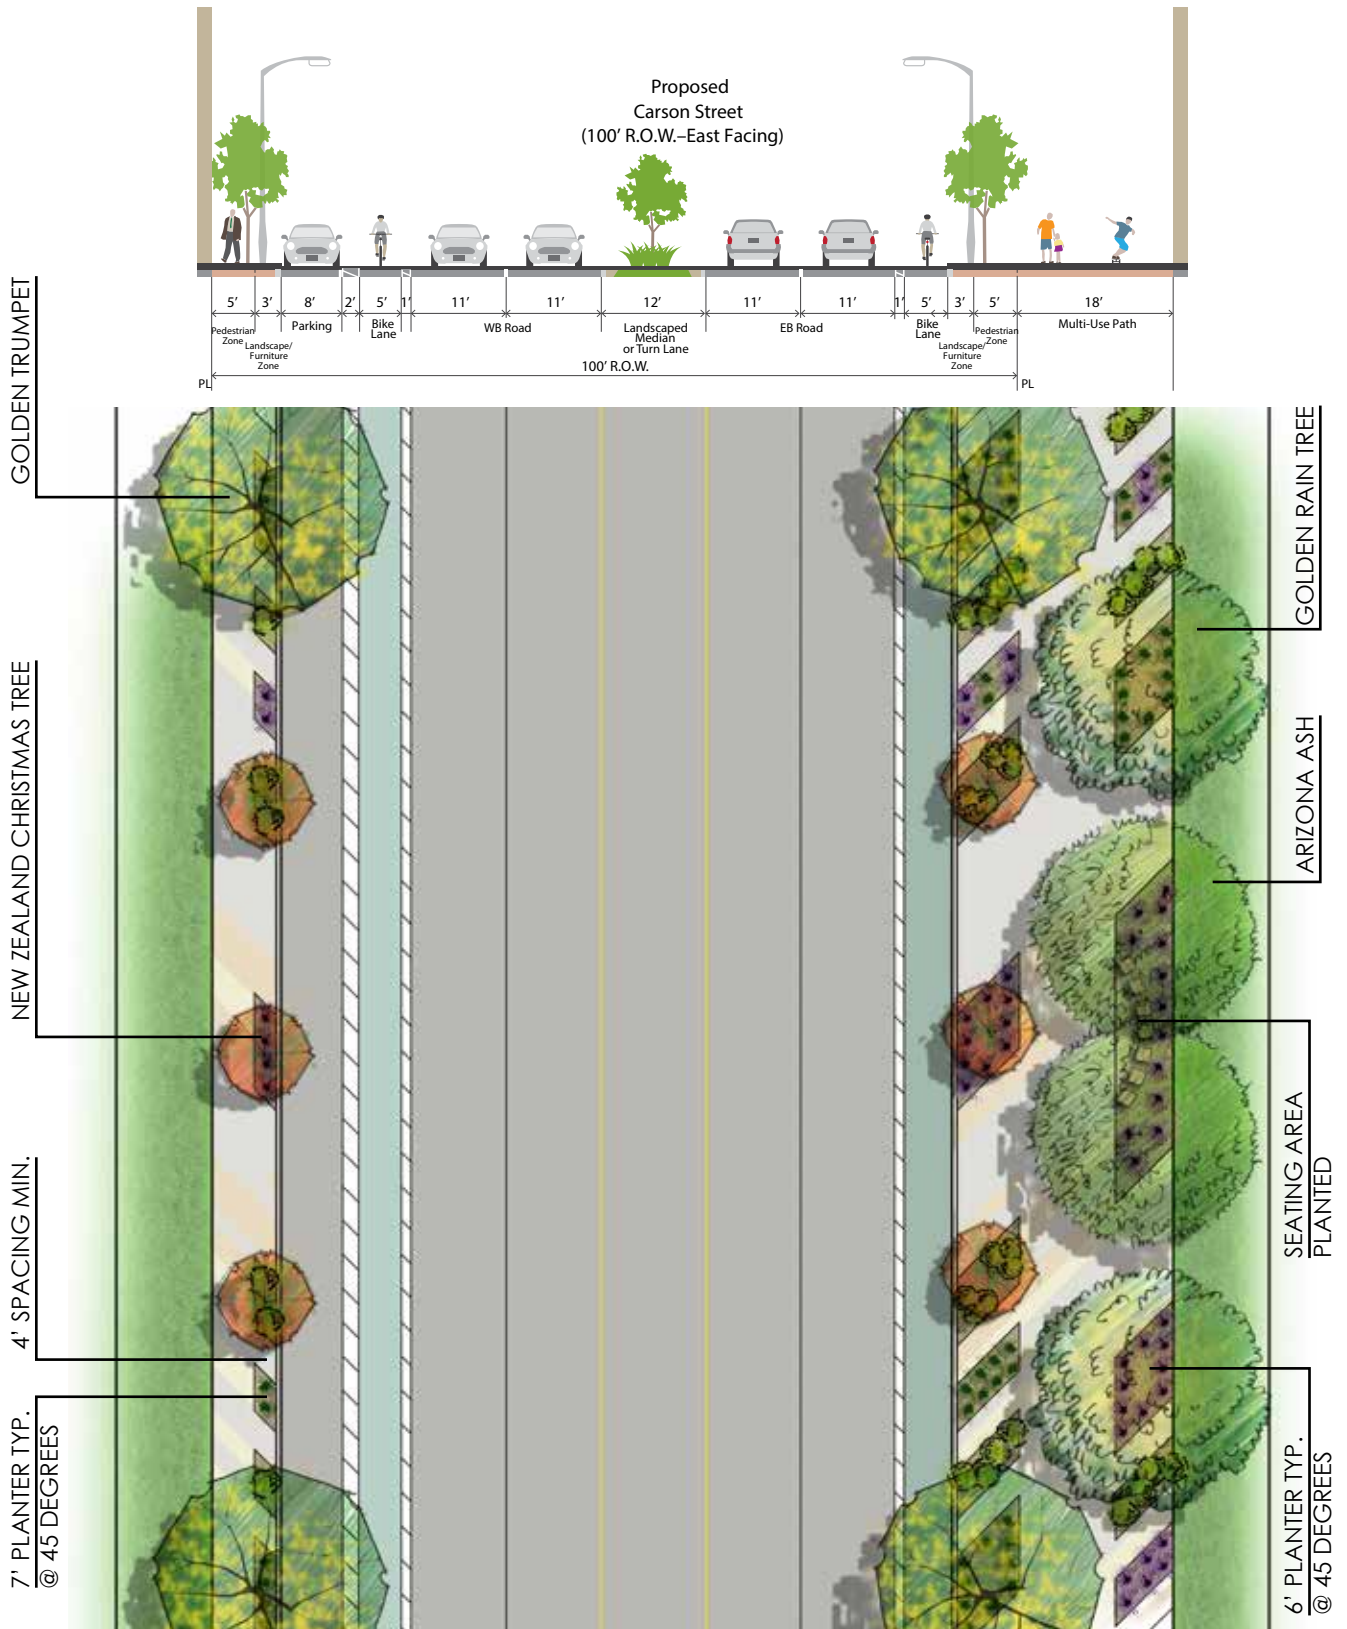 Proposed
Carson Street
(100' R.O.W.–East Facing)
5'
3'
8'
2'
5'
1'
11'
11'
12'
11'
11'
1'
5'
3'
5'
18'
Pedestrian
Zone
Landscape/
Furniture
Zone
Parking
Bike
Lane
WB Road
Landscaped
Median
or Turn Lane
EB Road
Bike
Lane
Landscape/
Furniture
Zone
Pedestrian
Zone
Multi-Use Path
100' R.O.W.
PL
PL
GOLDEN TRUMPET
NEW ZEALAND CHRISTMAS TREE
4' SPACING MIN.
7' PLANTER TYP.
@ 45 DEGREES
GOLDEN RAIN TREE
ARIZONA ASH
SEATING AREA
PLANTED
6' PLANTER TYP.
@ 45 DEGREES